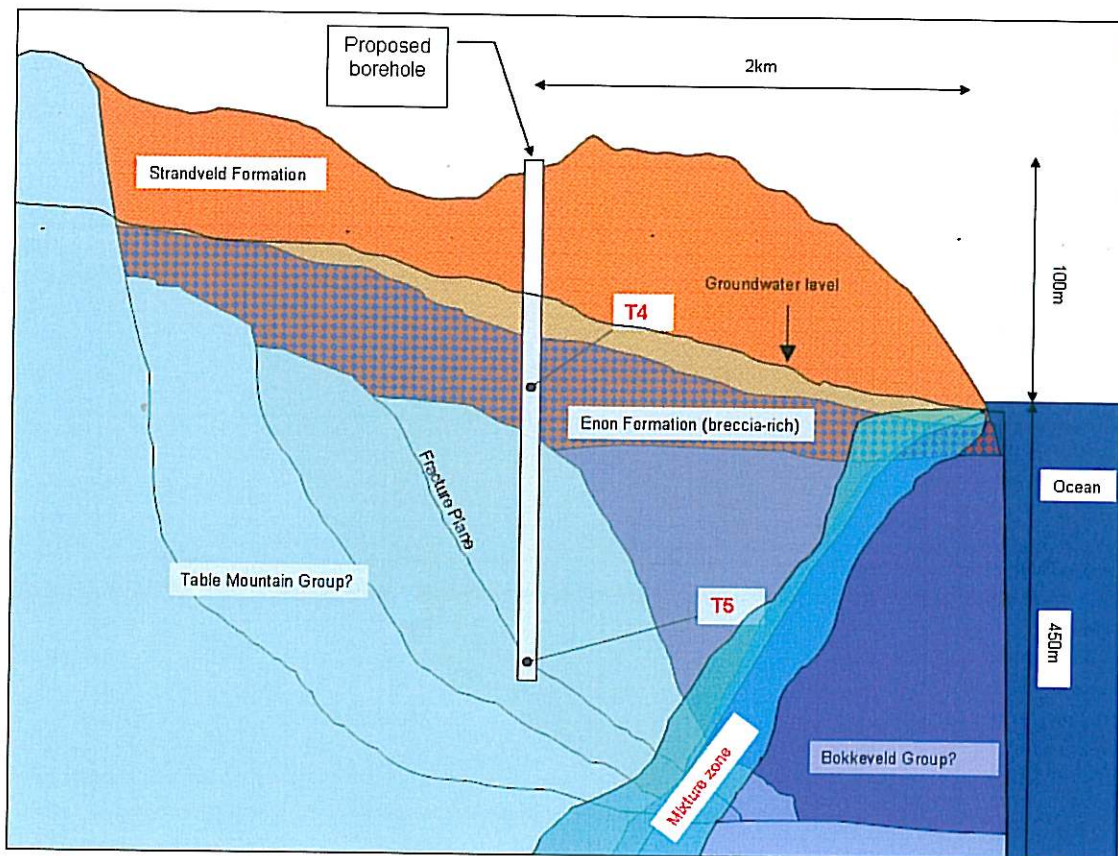 Proposed
borehole
2km
Strandveld Formation
100m
Groundwater level
T4
Enon Formation (breccia-rich)
Ocean
Fracture Plane
Table Mountain Group?
T5
450m
Mixture zone
Bokkeveld Group?